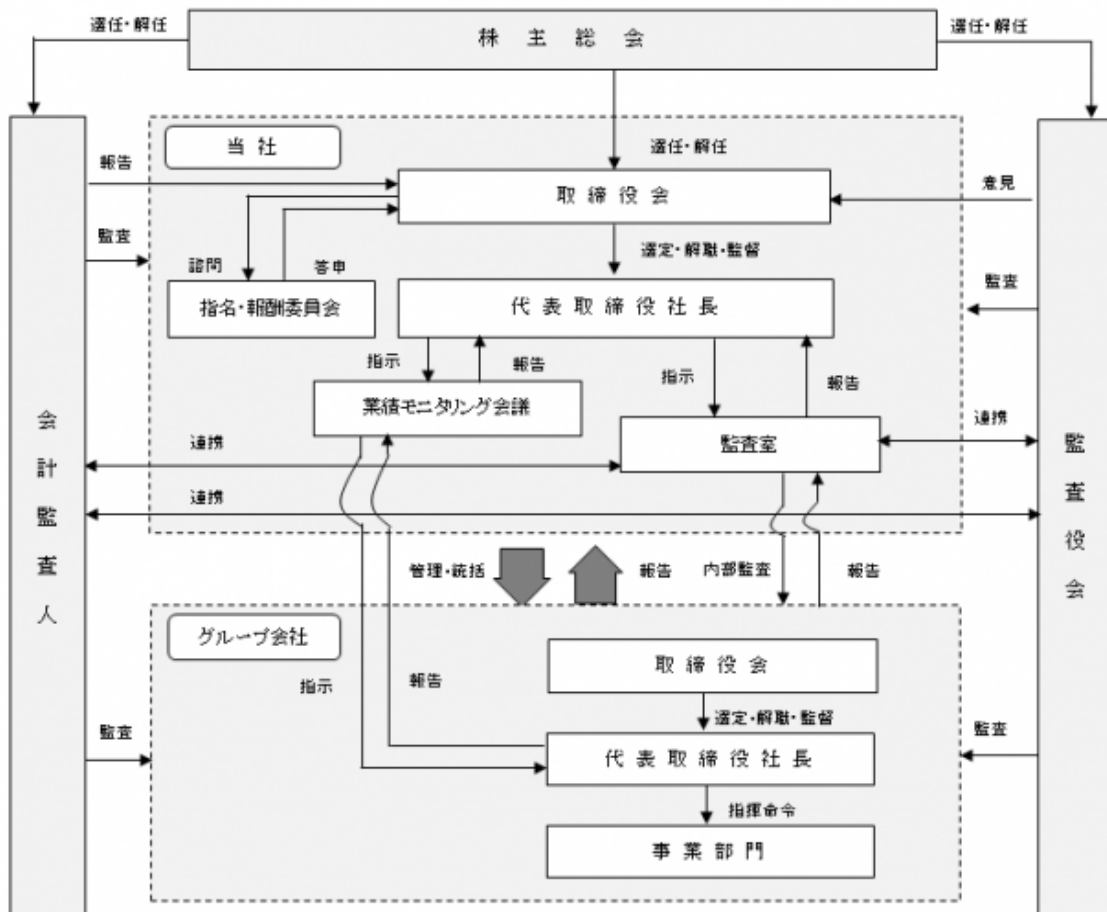 選任・解任
株主総会
選任・解任
当社
選任・解任
報告
取締役会
意見
監査
選定・解職・監督
諮問
答申
監査
指名・報酬委員会
代表取締役社長
指示
報告
指示
報告
業績モニタリング会議
会計監査人
連携
監査室
連携
監査役会
連携
管理・統括
報告
内部監査
報告
グループ会社
取締役会
指示
報告
選定・解職・監督
監査
監査
代表取締役社長
指揮命令
事業部門